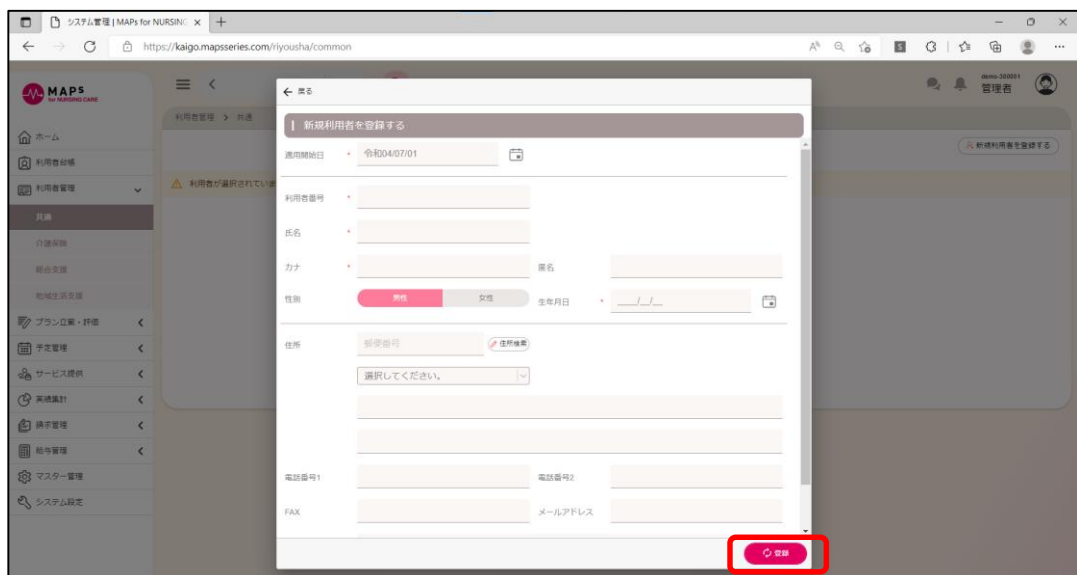 システム管理 | MAPs for NURSING
https://kaigo.mapsseries.com/riyousha/common
MAPs
for NURSING CARE
demo-300001
管理者
利用者管理 > 共通
新規利用者を登録する
利用者が選択されていま
ホーム
利用者台帳
利用者管理
共通
介護保険
総合支援
地域生活支援
プラン立案・評価
予定管理
サービス提供
実績集計
請求管理
給与管理
マスター管理
システム設定
戻る
新規利用者を登録する
適用開始日 * 令和04/07/01
利用者番号 *
氏名 *
カナ * 匿名
性別 男性 女性 生年月日 * ____/__/__
住所 郵便番号 住所検索
選択してください。
電話番号1 電話番号2
FAX メールアドレス
登録